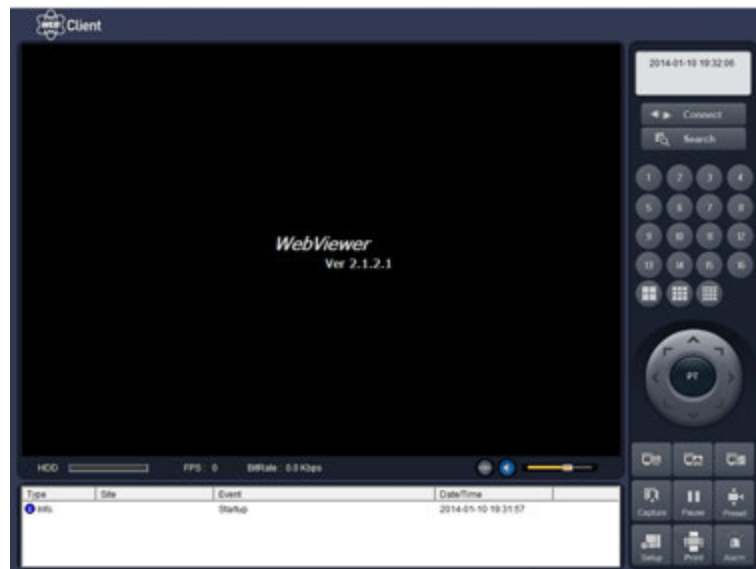 WEB Client
2014-01-10 19:32:06
Connect
Search
1 2 3 4
5 6 7 8
9 10 11 12
13 14 15 16
WebViewer
Ver 2.1.2.1
PT
HDD FPS : 0 BitRate : 0.0 Kbps
Type Site Event Date/Time
Info Startup 2014-01-10 19:31:57
Capture Pause Preset
Setup Print Alarm